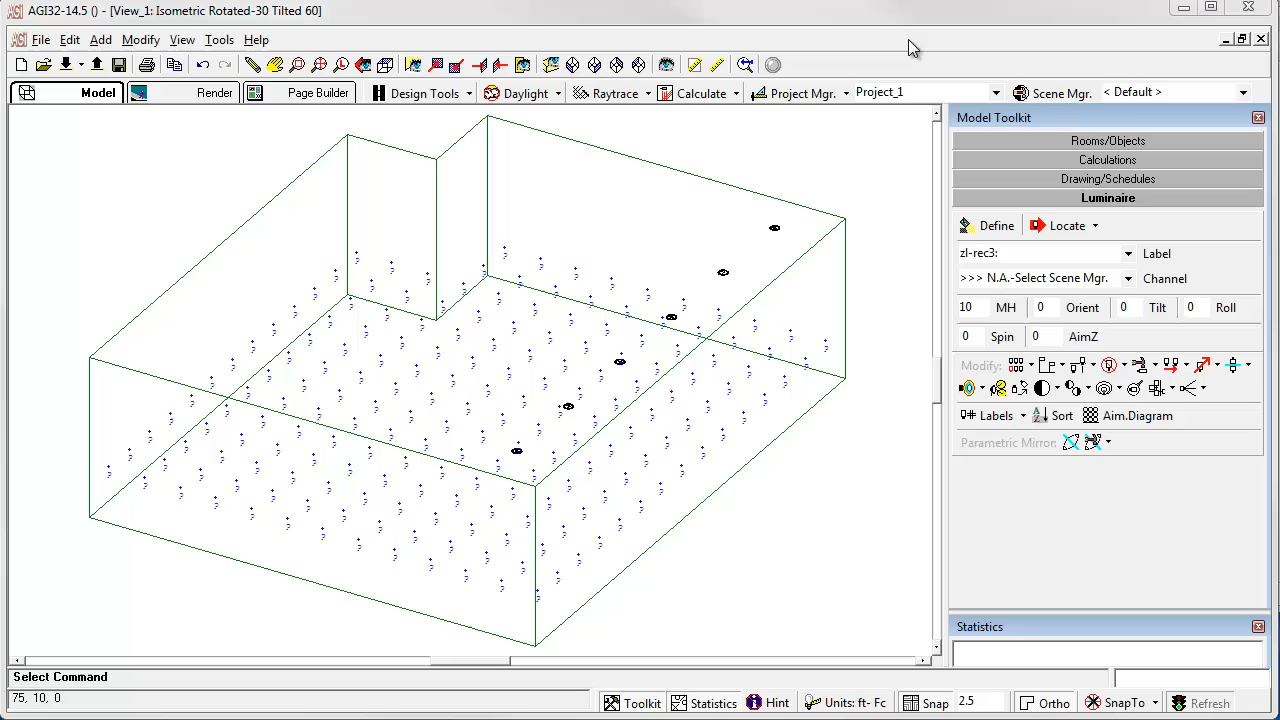 AGI32-14.5 () - [View_1: Isometric Rotated-30 Tilted 60]
File Edit Add Modify View Tools Help
Model Render Page Builder Design Tools Daylight Raytrace Calculate Project Mgr. Project_1 Scene Mgr. < Default >
Model Toolkit
Rooms/Objects
Calculations
Drawing/Schedules
Luminaire
Define Locate
zl-rec3: Label
>>> N.A.-Select Scene Mgr. Channel
10 MH 0 Orient 0 Tilt 0 Roll
0 Spin 0 AimZ
Modify:
Labels Sort Aim.Diagram
Parametric Mirror:
Statistics
Select Command
75, 10, 0 Toolkit Statistics Hint Units: ft- Fc Snap 2.5 Ortho SnapTo Refresh